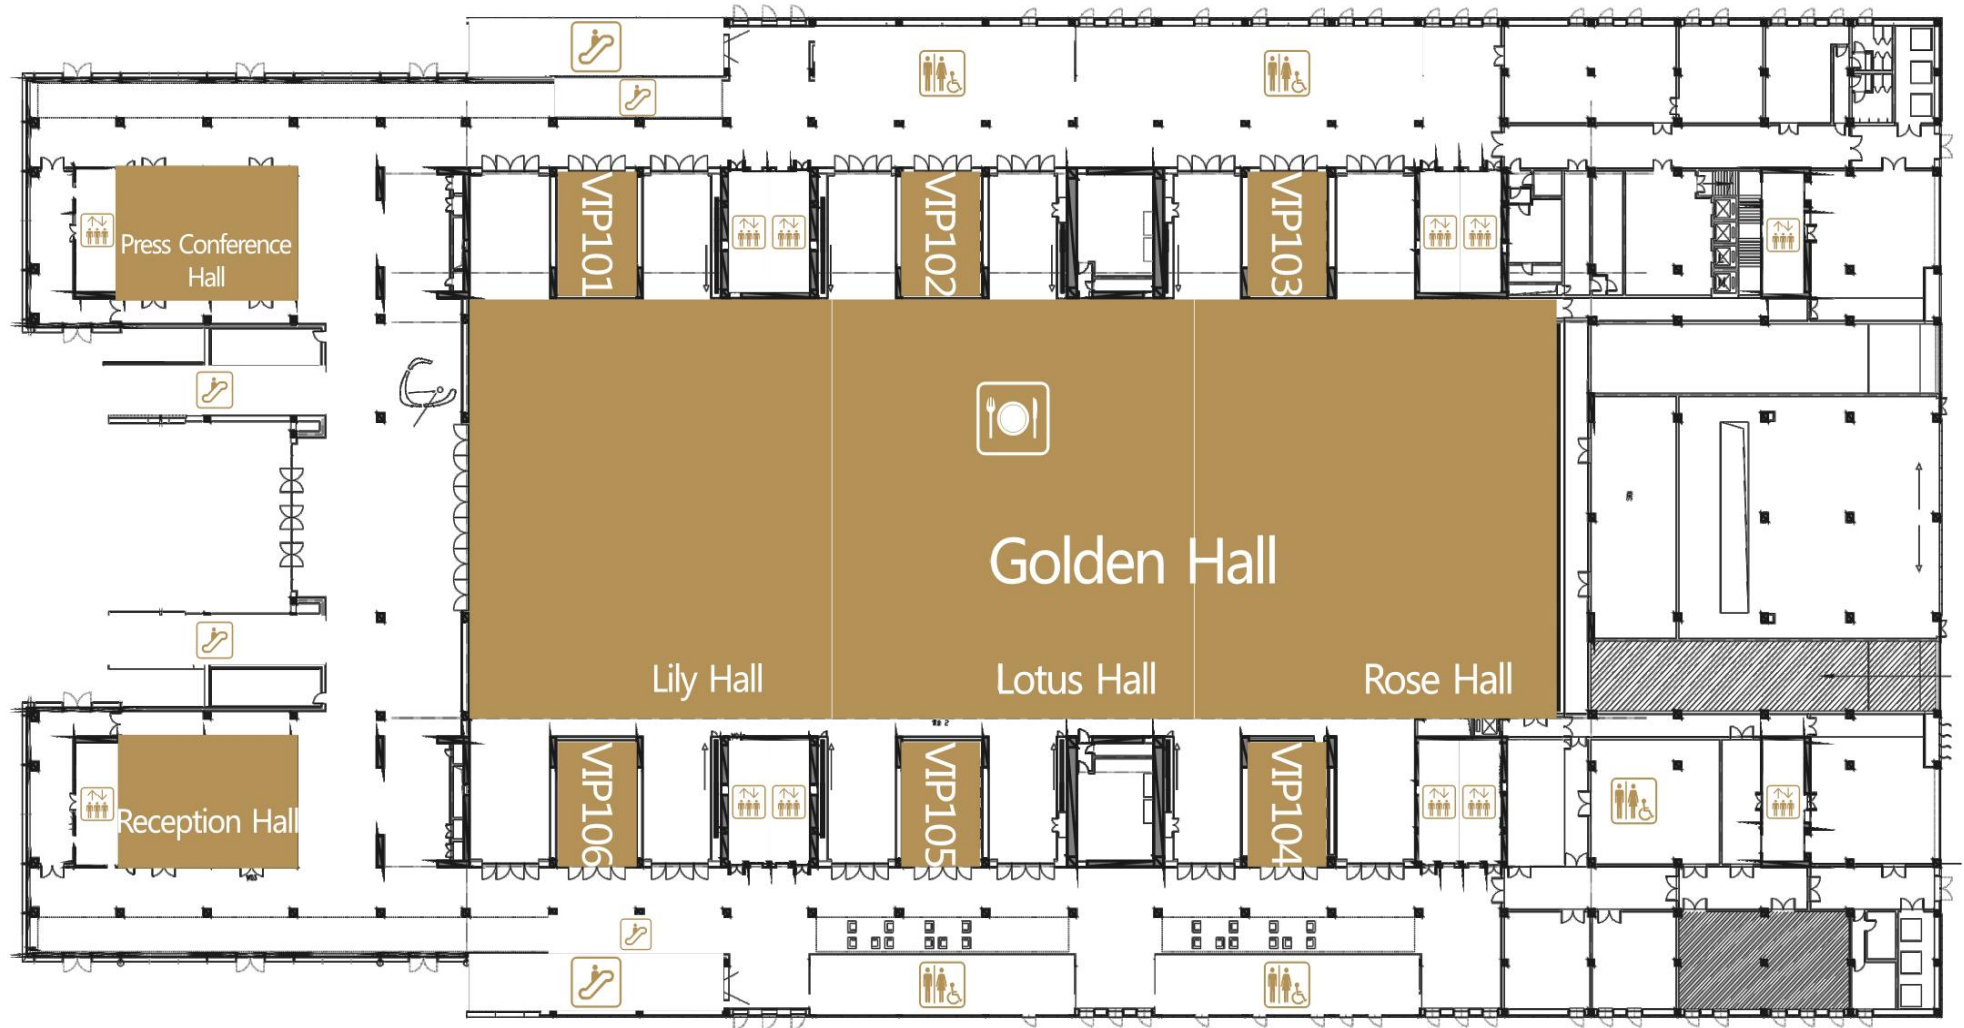 VIP101
VIP102
VIP103
Press Conference
Hall
Golden Hall
Lily Hall
Lotus Hall
Rose Hall
VIP106
VIP105
VIP104
Reception Hall